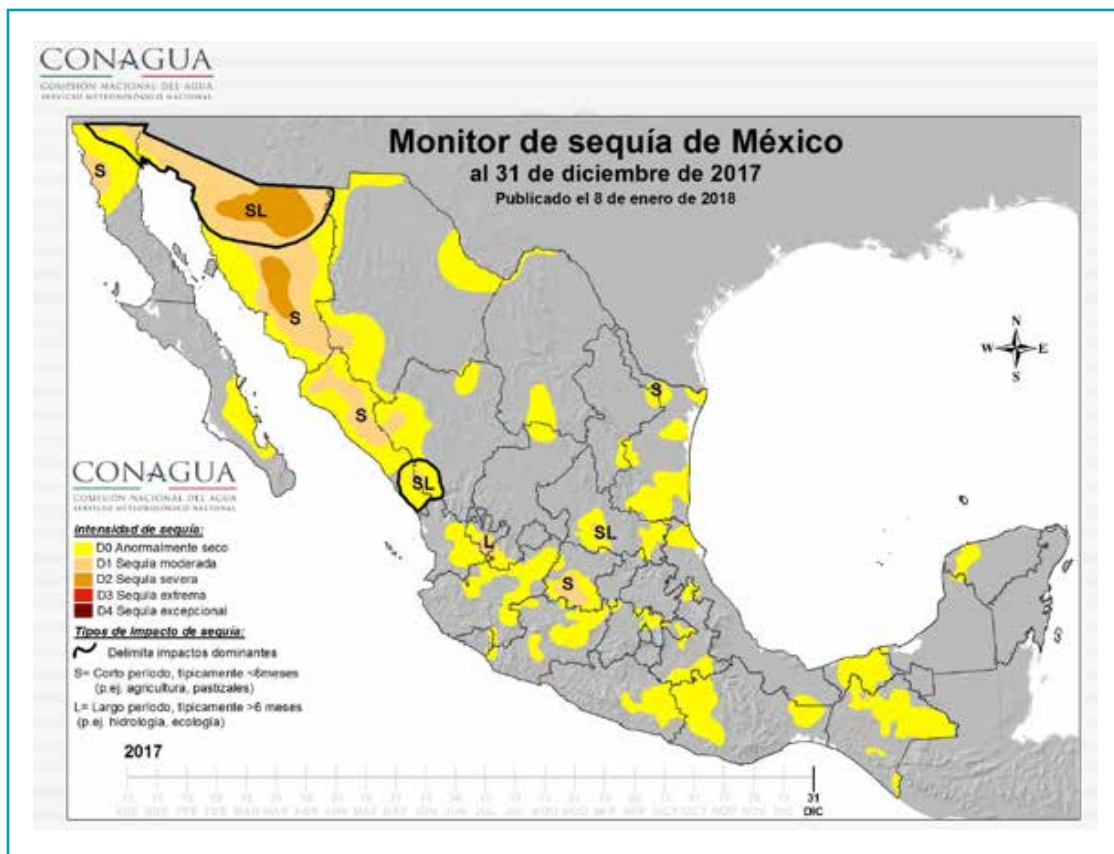 CONAGUA
COMISIÓN NACIONAL DEL AGUA
SERVICIO METEOROLÓGICO NACIONAL
Monitor de sequía de México
al 31 de diciembre de 2017
Publicado el 8 de enero de 2018
S
SL
S
S
S
SL
L
SL
S
N
W E
S
CONAGUA
COMISIÓN NACIONAL DEL AGUA
SERVICIO METEOROLÓGICO NACIONAL
Intensidad de sequía:
D0 Anormalmente seco
D1 Sequía moderada
D2 Sequía severa
D3 Sequía extrema
D4 Sequía excepcional
Tipos de Impacto de sequía:
Delimita impactos dominantes
S= Corto período, típicamente <6meses
(p.ej. agricultura, pastizales)
L= Largo período, típicamente >6 meses
(p.ej. hidrología, ecología)
2017
31
DIC